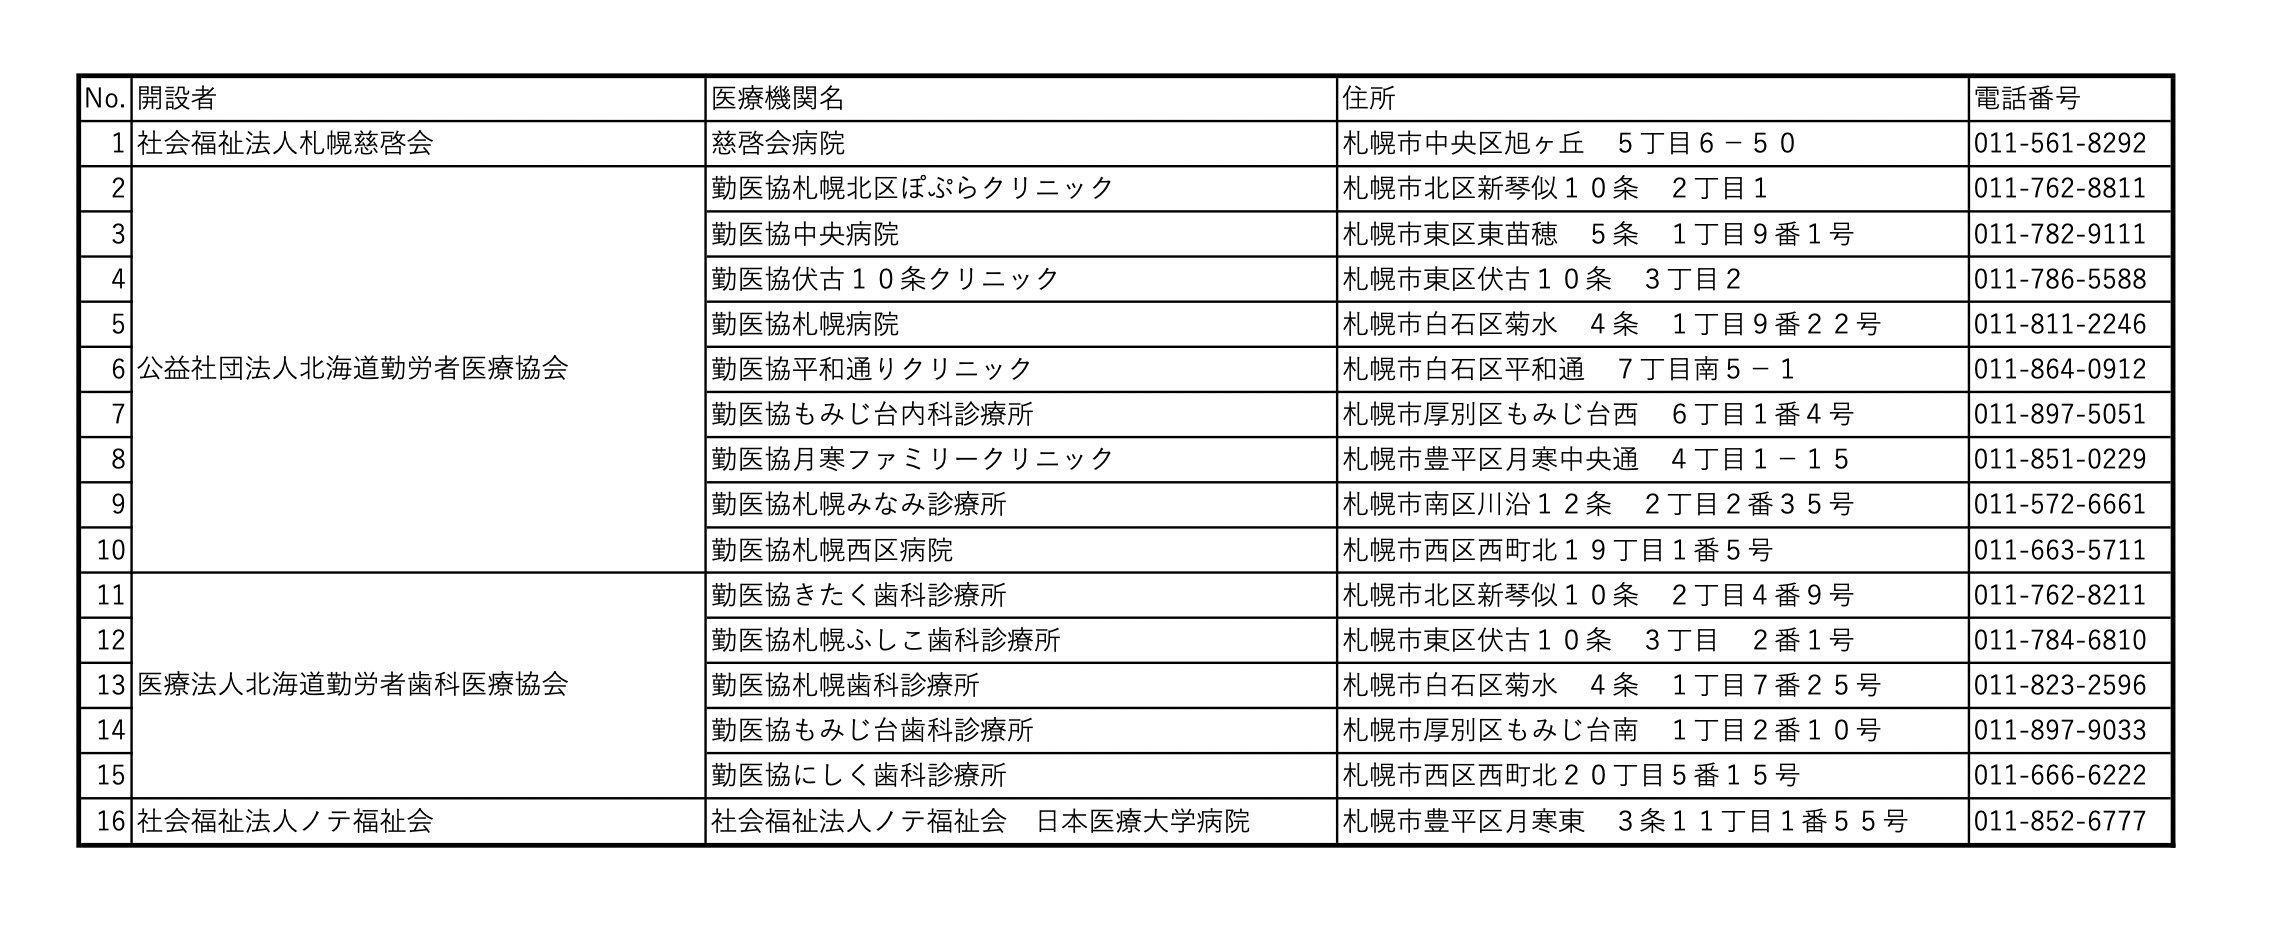 No. 開設者 医療機関名 住所 電話番号
1 社会福祉法人札幌慈啓会 慈啓会病院 札幌市中央区旭ヶ丘　５丁目６－５０ 011-561-8292
2 勤医協札幌北区ぽぷらクリニック 札幌市北区新琴似１０条　２丁目１ 011-762-8811
3 勤医協中央病院 札幌市東区東苗穂　５条　１丁目９番１号 011-782-9111
4 勤医協伏古１０条クリニック 札幌市東区伏古１０条　３丁目２ 011-786-5588
5 勤医協札幌病院 札幌市白石区菊水　４条　１丁目９番２２号 011-811-2246
6 公益社団法人北海道勤労者医療協会 勤医協平和通りクリニック 札幌市白石区平和通　７丁目南５－１ 011-864-0912
7 勤医協もみじ台内科診療所 札幌市厚別区もみじ台西　６丁目１番４号 011-897-5051
8 勤医協月寒ファミリークリニック 札幌市豊平区月寒中央通　４丁目１－１５ 011-851-0229
9 勤医協札幌みなみ診療所 札幌市南区川沿１２条　２丁目２番３５号 011-572-6661
10 勤医協札幌西区病院 札幌市西区西町北１９丁目１番５号 011-663-5711
11 勤医協きたく歯科診療所 札幌市北区新琴似１０条　２丁目４番９号 011-762-8211
12 勤医協札幌ふしこ歯科診療所 札幌市東区伏古１０条　３丁目　２番１号 011-784-6810
13 医療法人北海道勤労者歯科医療協会 勤医協札幌歯科診療所 札幌市白石区菊水　４条　１丁目７番２５号 011-823-2596
14 勤医協もみじ台歯科診療所 札幌市厚別区もみじ台南　１丁目２番１０号 011-897-9033
15 勤医協にしく歯科診療所 札幌市西区西町北２０丁目５番１５号 011-666-6222
16 社会福祉法人ノテ福祉会 社会福祉法人ノテ福祉会　日本医療大学病院 札幌市豊平区月寒東　３条１１丁目１番５５号 011-852-6777